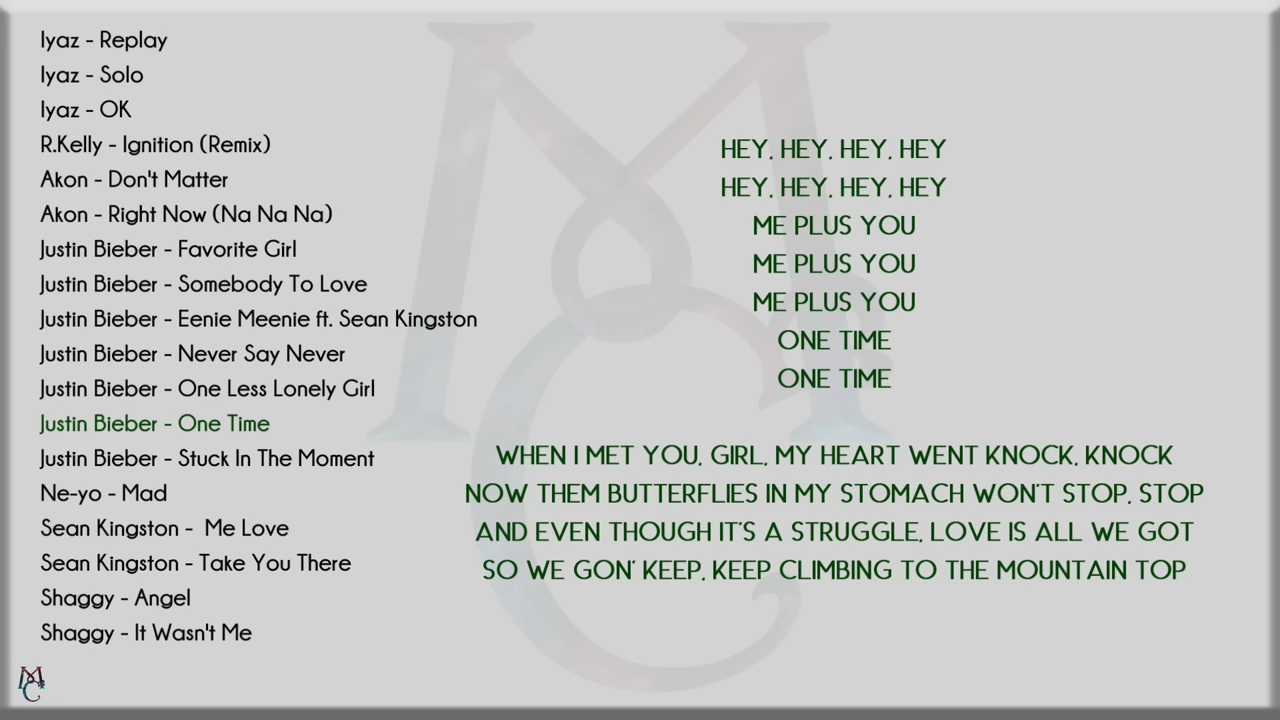 Iyaz - Replay
Iyaz - Solo
Iyaz - OK
R.Kelly - Ignition (Remix)
Akon - Don't Matter
Akon - Right Now (Na Na Na)
Justin Bieber - Favorite Girl
Justin Bieber - Somebody To Love
Justin Bieber - Eenie Meenie ft. Sean Kingston
Justin Bieber - Never Say Never
Justin Bieber - One Less Lonely Girl
Justin Bieber - One Time
Justin Bieber - Stuck In The Moment
Ne-yo - Mad
Sean Kingston -  Me Love
Sean Kingston - Take You There
Shaggy - Angel
Shaggy - It Wasn't Me
HEY, HEY, HEY, HEY
HEY, HEY, HEY, HEY
ME PLUS YOU
ME PLUS YOU
ME PLUS YOU
ONE TIME
ONE TIME
WHEN I MET YOU, GIRL, MY HEART WENT KNOCK, KNOCK
NOW THEM BUTTERFLIES IN MY STOMACH WON'T STOP, STOP
AND EVEN THOUGH IT'S A STRUGGLE, LOVE IS ALL WE GOT
SO WE GON' KEEP, KEEP CLIMBING TO THE MOUNTAIN TOP
MC